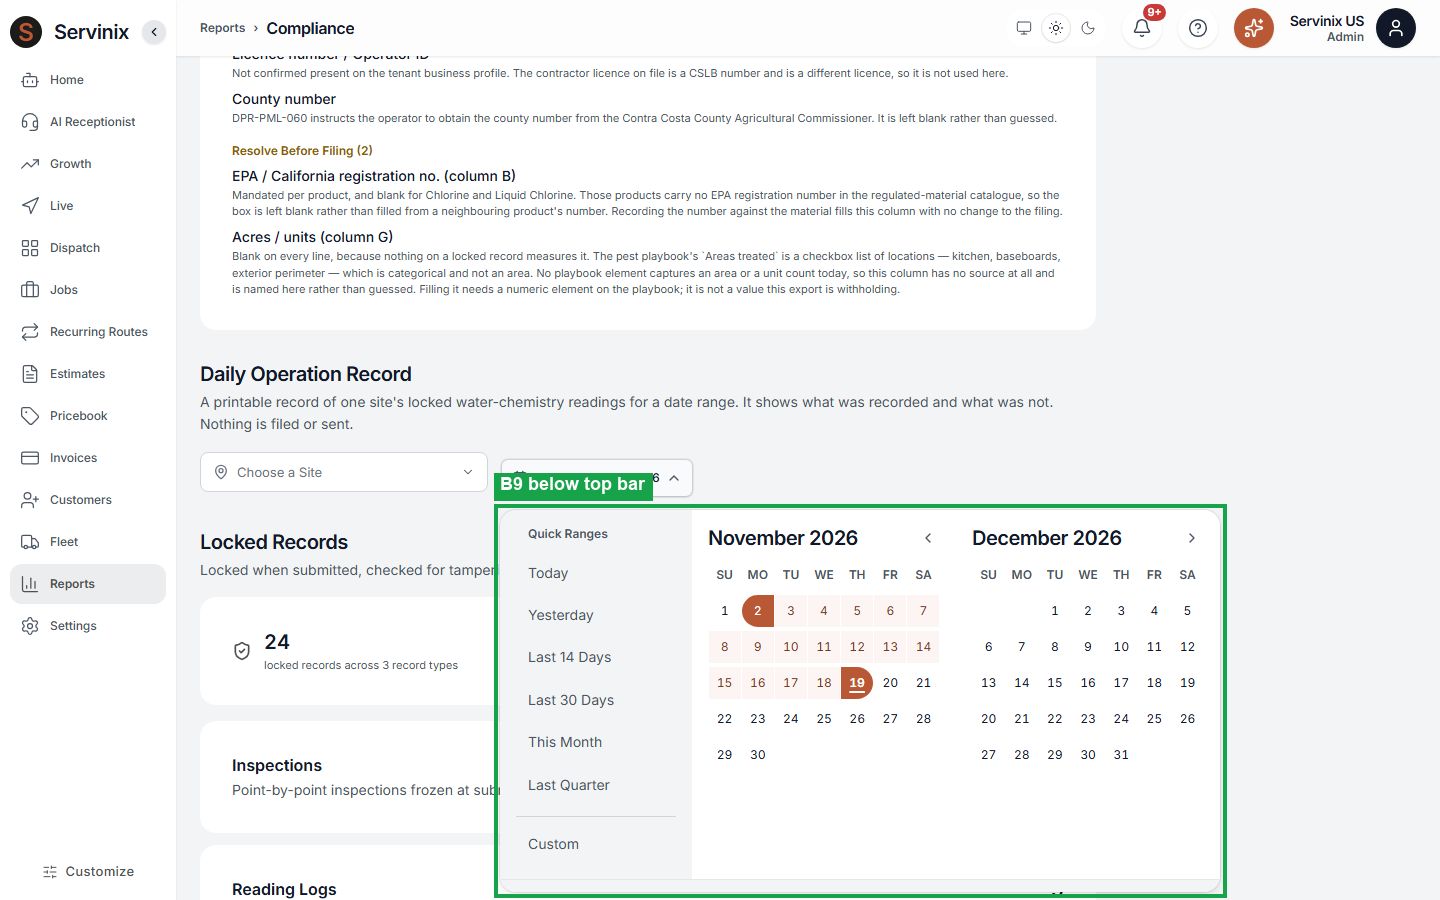 Servinix
Home
AI Receptionist
Growth
Live
Dispatch
Jobs
Recurring Routes
Estimates
Pricebook
Invoices
Customers
Fleet
Reports
Settings
Customize
Reports › Compliance
9+
Servinix US
Admin
Licence number / Operator ID
Not confirmed present on the tenant business profile. The contractor licence on file is a CSLB number and is a different licence, so it is not used here.
County number
DPR-PML-060 instructs the operator to obtain the county number from the Contra Costa County Agricultural Commissioner. It is left blank rather than guessed.
Resolve Before Filing (2)
EPA / California registration no. (column B)
Mandated per product, and blank for Chlorine and Liquid Chlorine. Those products carry no EPA registration number in the regulated-material catalogue, so the
box is left blank rather than filled from a neighbouring product's number. Recording the number against the material fills this column with no change to the filing.
Acres / units (column G)
Blank on every line, because nothing on a locked record measures it. The pest playbook's `Areas treated` is a checkbox list of locations — kitchen, baseboards,
exterior perimeter — which is categorical and not an area. No playbook element captures an area or a unit count today, so this column has no source at all and
is named here rather than guessed. Filling it needs a numeric element on the playbook; it is not a value this export is withholding.
Daily Operation Record
A printable record of one site's locked water-chemistry readings for a date range. It shows what was recorded and what was not.
Nothing is filed or sent.
Choose a Site
6
B9 below top bar
Locked Records
Locked when submitted, checked for
24
locked records across 3 record types
Inspections
Point-by-point inspections frozen at
Reading Logs
Quick Ranges
Today
Yesterday
Last 14 Days
Last 30 Days
This Month
Last Quarter
Custom
November 2026
SU MO TU WE TH FR SA
1 2 3 4 5 6 7
8 9 10 11 12 13 14
15 16 17 18 19 20 21
22 23 24 25 26 27 28
29 30
December 2026
SU MO TU WE TH FR SA
1 2 3 4 5
6 7 8 9 10 11 12
13 14 15 16 17 18 19
20 21 22 23 24 25 26
27 28 29 30 31